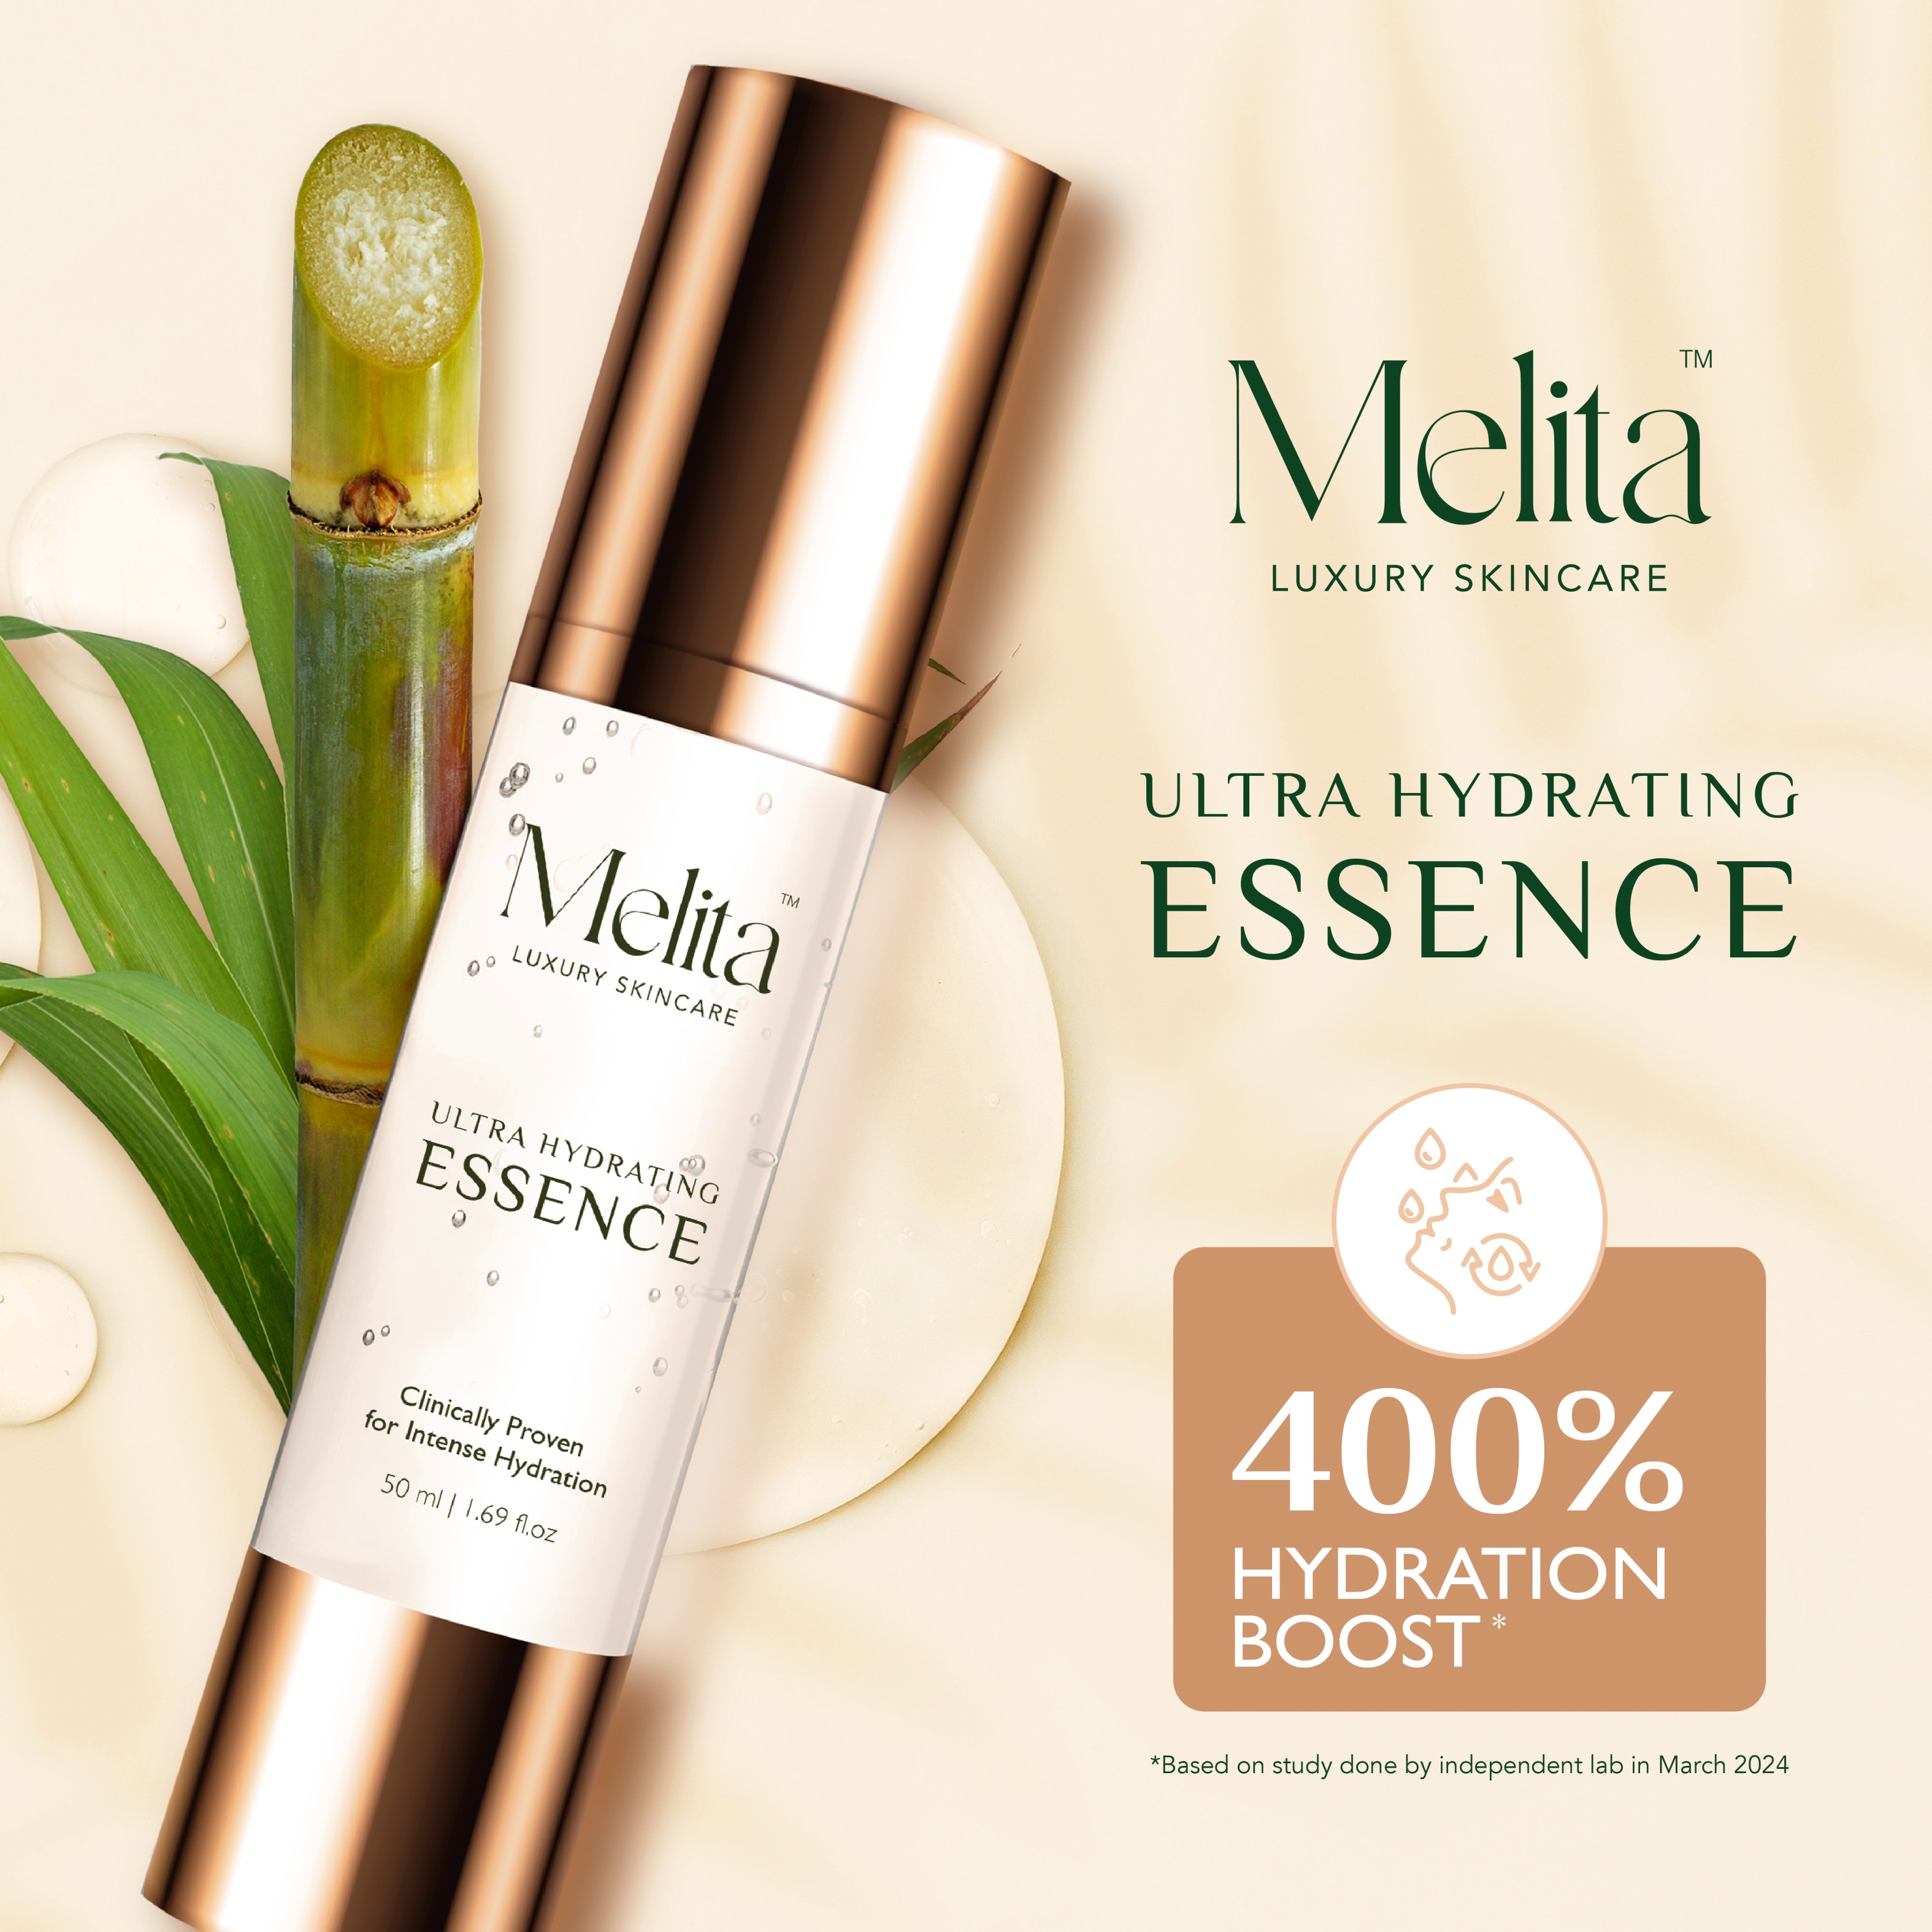 Melita™
LUXURY SKINCARE
ULTRA HYDRATING
ESSENCE
Clinically Proven
for Intense Hydration
50 ml | 1.69 fl.oz
Melita™
LUXURY SKINCARE
ULTRA HYDRATING
ESSENCE
400%
HYDRATION
BOOST*
*Based on study done by independent lab in March 2024